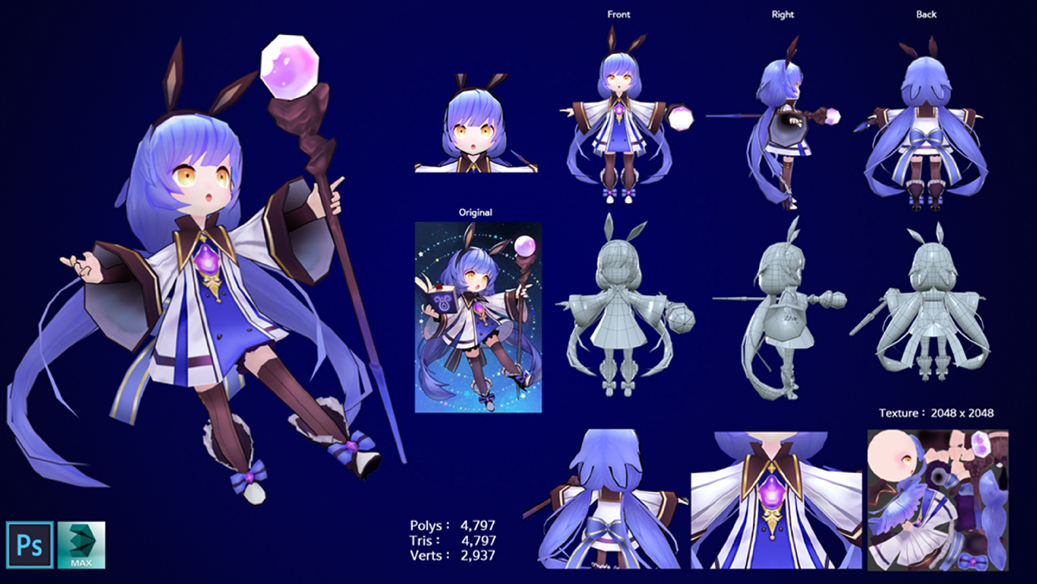 Front
Right
Back
Original
Texture : 2048 x 2048
Polys : 4,797
Tris : 4,797
Verts : 2,937
Ps
MAX